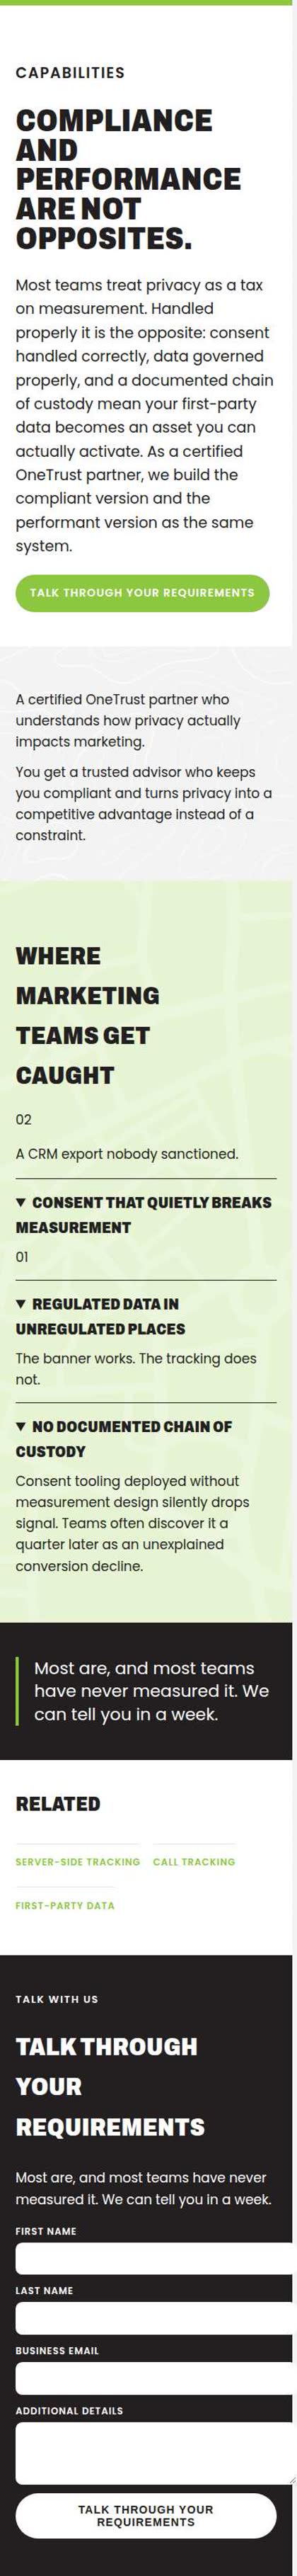 CAPABILITIES
COMPLIANCE
AND
PERFORMANCE
ARE NOT
OPPOSITES.
Most teams treat privacy as a tax
on measurement. Handled
properly it is the opposite: consent
handled correctly, data governed
properly, and a documented chain
of custody mean your first-party
data becomes an asset you can
actually activate. As a certified
OneTrust partner, we build the
compliant version and the
performant version as the same
system.
TALK THROUGH YOUR REQUIREMENTS
A certified OneTrust partner who
understands how privacy actually
impacts marketing.
You get a trusted advisor who keeps
you compliant and turns privacy into a
competitive advantage instead of a
constraint.
WHERE
MARKETING
TEAMS GET
CAUGHT
02
A CRM export nobody sanctioned.
▼ CONSENT THAT QUIETLY BREAKS
MEASUREMENT
01
▼ REGULATED DATA IN
UNREGULATED PLACES
The banner works. The tracking does
not.
▼ NO DOCUMENTED CHAIN OF
CUSTODY
Consent tooling deployed without
measurement design silently drops
signal. Teams often discover it a
quarter later as an unexplained
conversion decline.
Most are, and most teams
have never measured it. We
can tell you in a week.
RELATED
SERVER-SIDE TRACKING CALL TRACKING
FIRST-PARTY DATA
TALK WITH US
TALK THROUGH
YOUR
REQUIREMENTS
Most are, and most teams have never
measured it. We can tell you in a week.
FIRST NAME
LAST NAME
BUSINESS EMAIL
ADDITIONAL DETAILS
TALK THROUGH YOUR
REQUIREMENTS